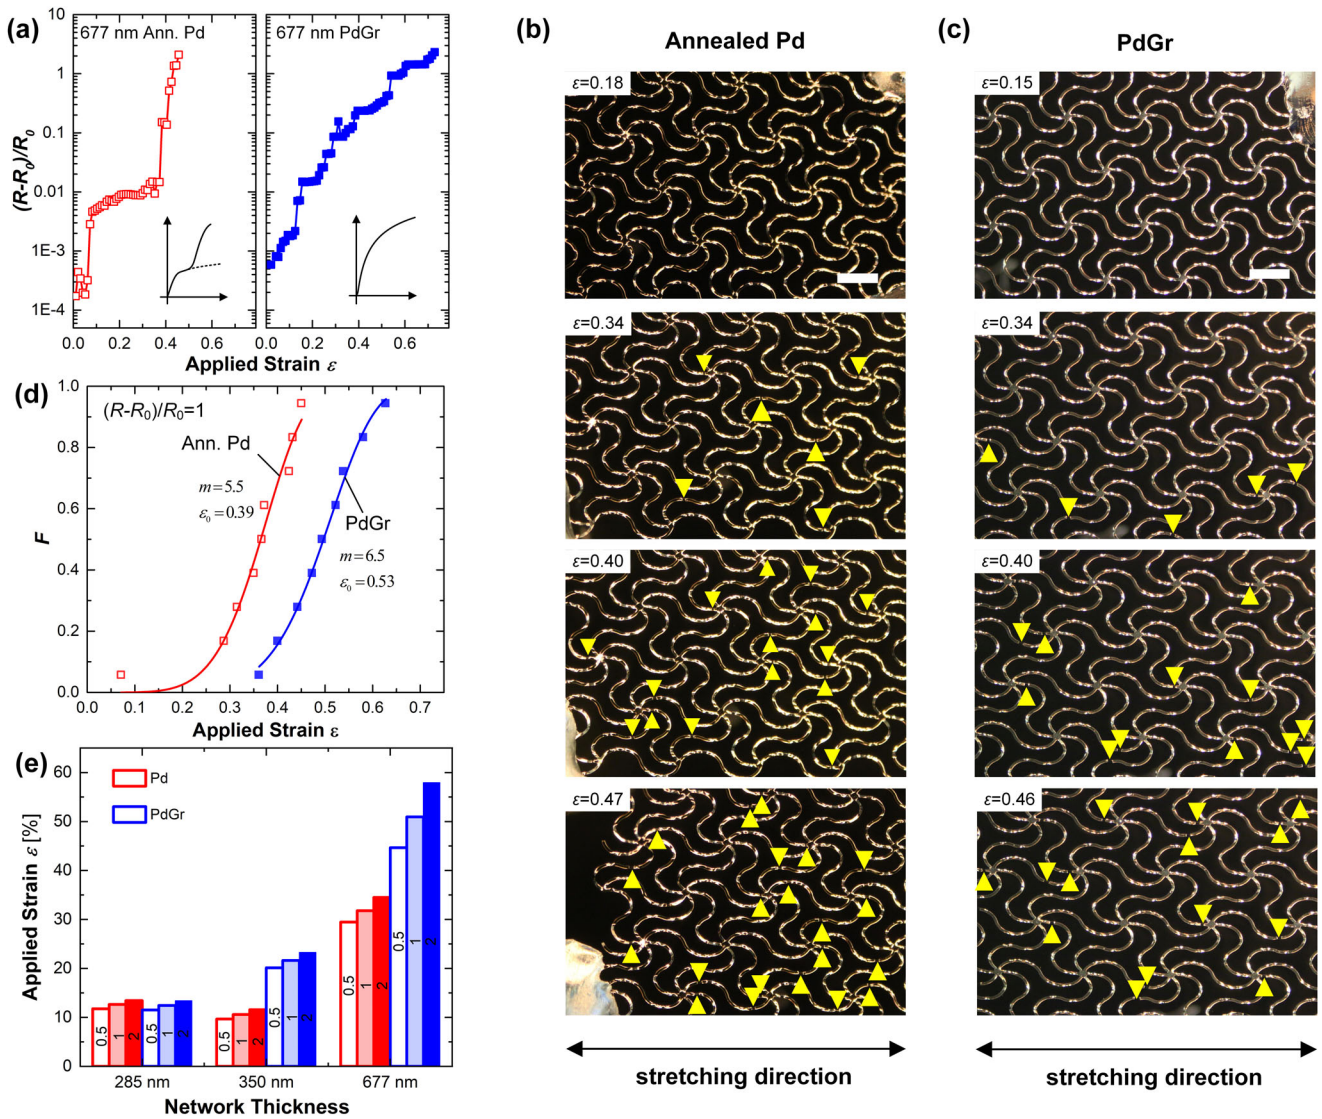 (a)
677 nm Ann. Pd
677 nm PdGr
10
1
0.1
0.01
1E-3
1E-4
(R-R0)/R0
0.0 0.2 0.4 0.6
0.0 0.2 0.4 0.6
Applied Strain ε
(b)
Annealed Pd
ε=0.18
ε=0.34
ε=0.40
ε=0.47
stretching direction
(c)
PdGr
ε=0.15
ε=0.34
ε=0.40
ε=0.46
stretching direction
(d)
(R-R0)/R0=1
Ann. Pd
m=5.5
ε0=0.39
PdGr
m=6.5
ε0=0.53
1.0
0.8
0.6
0.4
0.2
0.0
F
0.0 0.1 0.2 0.3 0.4 0.5 0.6 0.7
Applied Strain ε
(e)
Pd
PdGr
60
50
40
30
20
10
0
Applied Strain ε [%]
0.5 1 2 0.5 1 2
0.5 1 2 0.5 1 2
0.5 1 2 0.5 1 2
285 nm 350 nm 677 nm
Network Thickness